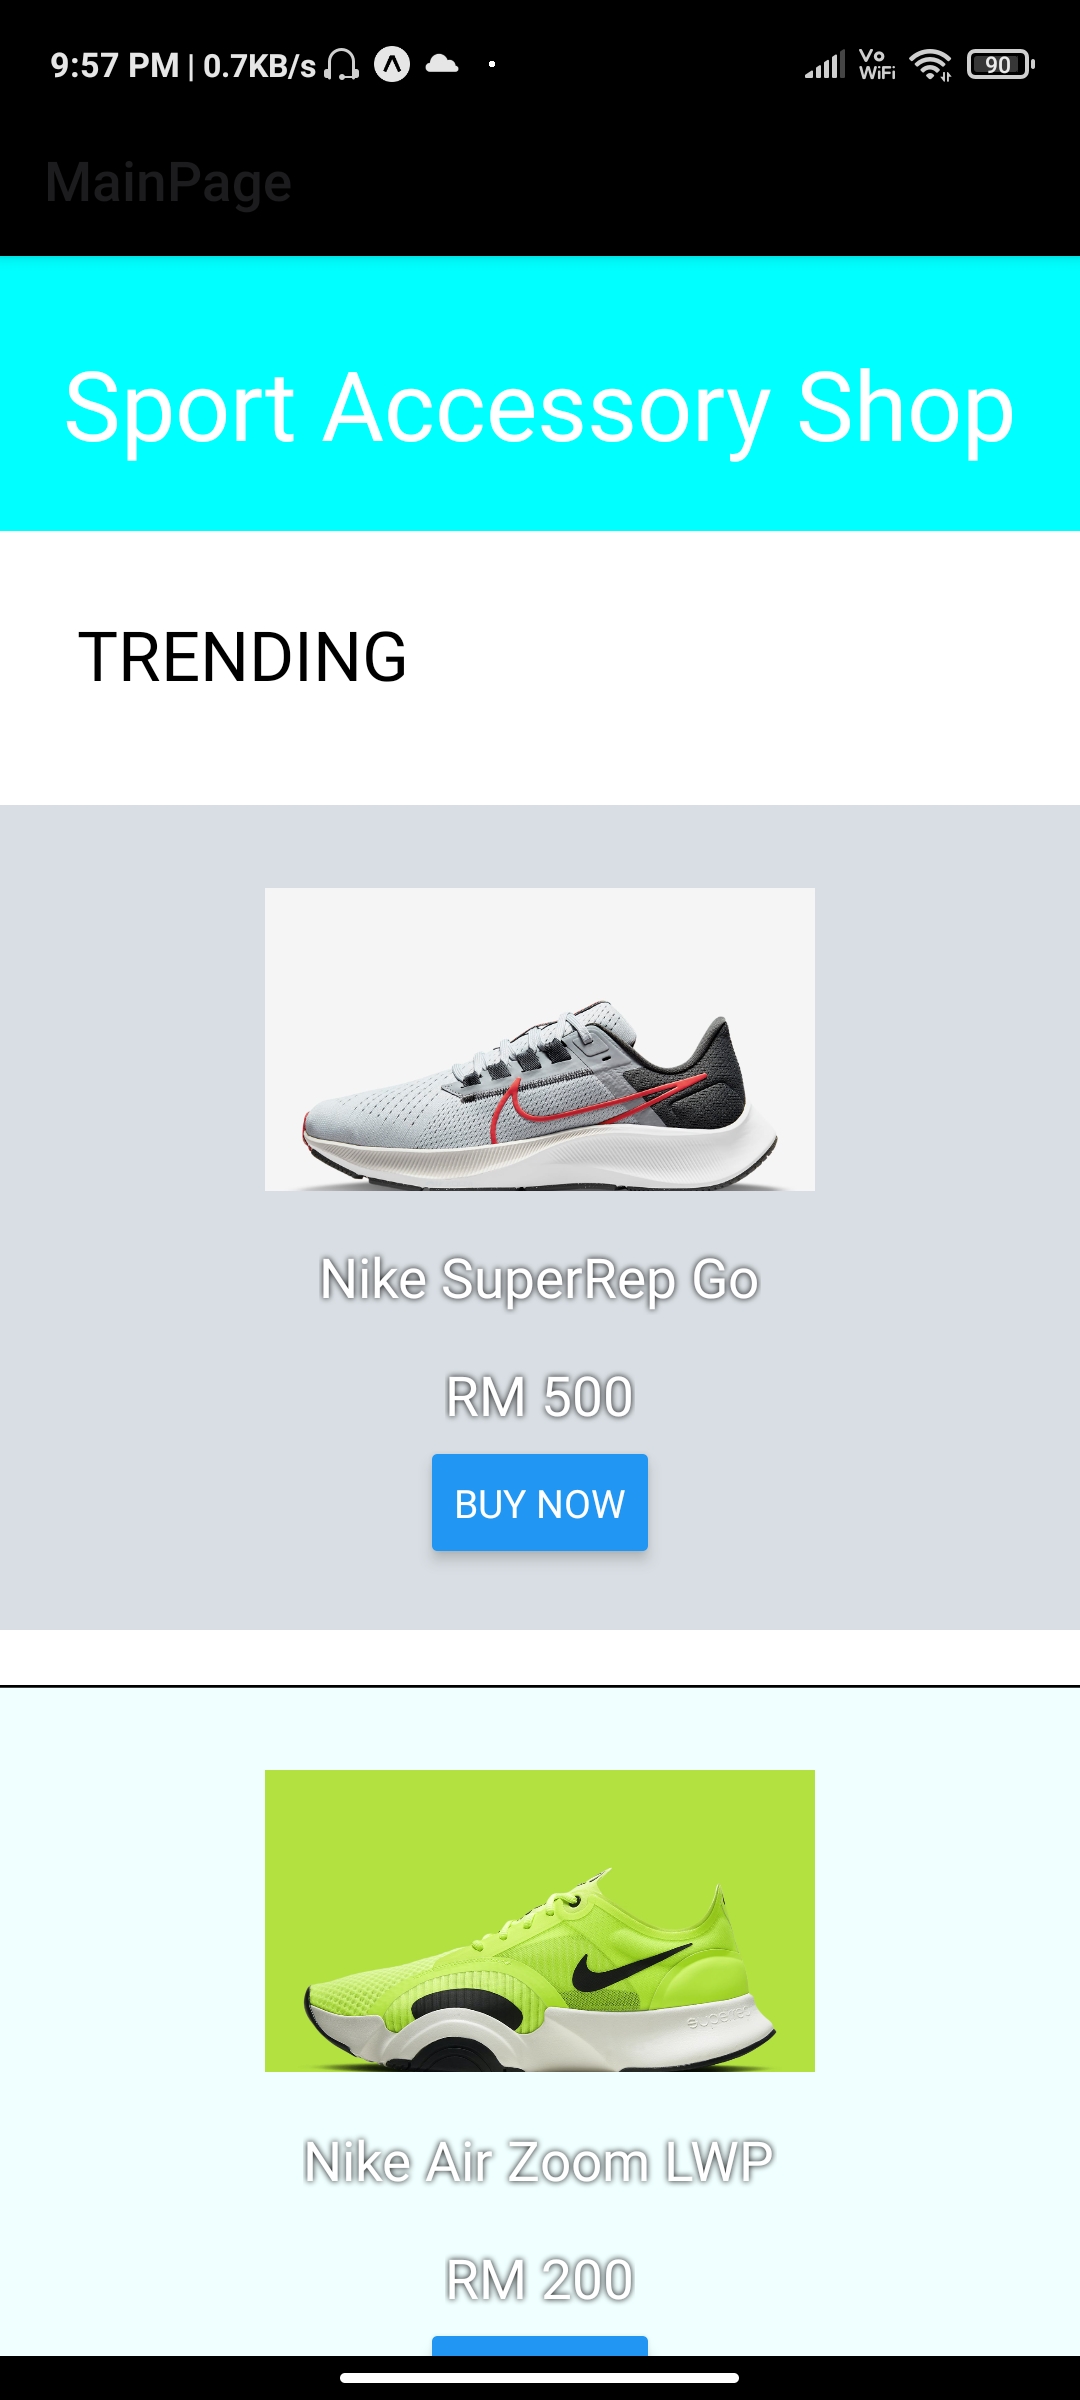 9:57 PM | 0.7KB/s
Vo
WiFi
90
MainPage
Sport Accessory Shop
TRENDING
Nike SuperRep Go
RM 500
BUY NOW
Nike Air Zoom LWP
RM 200